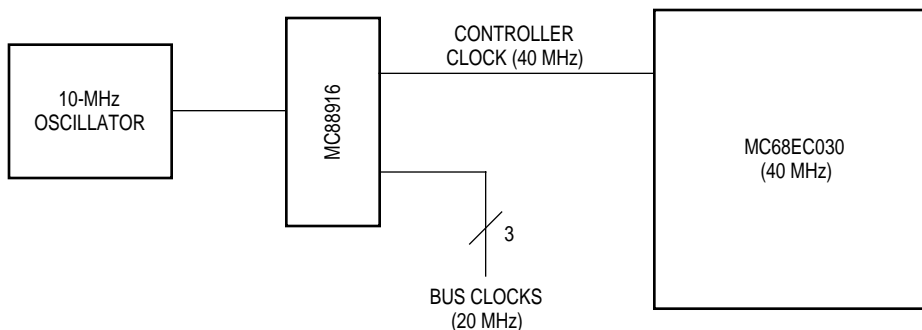 10-MHz
OSCILLATOR
MC88916
CONTROLLER
CLOCK (40 MHz)
3
BUS CLOCKS
(20 MHz)
MC68EC030
(40 MHz)